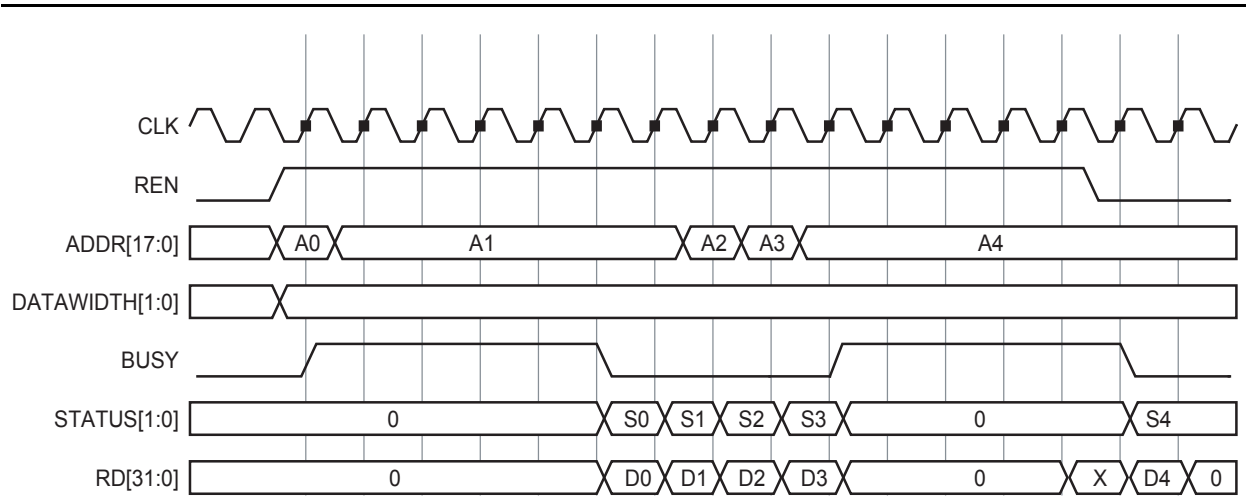 CLK
REN
ADDR[17:0] A0 A1 A2 A3 A4
DATAWIDTH[1:0]
BUSY
STATUS[1:0] 0 S0 S1 S2 S3 0 S4
RD[31:0] 0 D0 D1 D2 D3 0 X D4 0